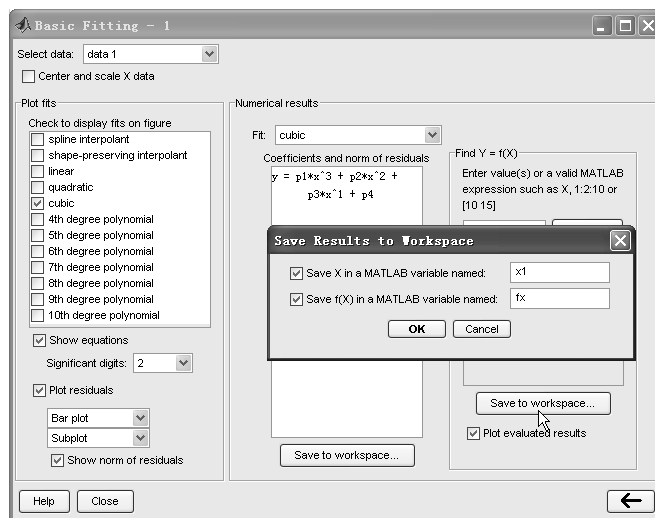 Basic Fitting - 1
Select data: data 1
Center and scale X data
Plot fits
Check to display fits on figure
spline interpolant
shape-preserving interpolant
linear
quadratic
cubic
4th degree polynomial
5th degree polynomial
6th degree polynomial
7th degree polynomial
8th degree polynomial
9th degree polynomial
10th degree polynomial
Show equations
Significant digits: 2
Plot residuals
Bar plot
Subplot
Show norm of residuals
Numerical results
Fit: cubic
Coefficients and norm of residuals
y = p1*x^3 + p2*x^2 +
p3*x^1 + p4
Save to workspace...
Find Y = f(X)
Enter value(s) or a valid MATLAB
expression such as X, 1:2:10 or
[10 15]
Save Results to Workspace
Save X in a MATLAB variable named: x1
Save f(X) in a MATLAB variable named: fx
OK Cancel
Save to workspace...
Plot evaluated results
Help Close